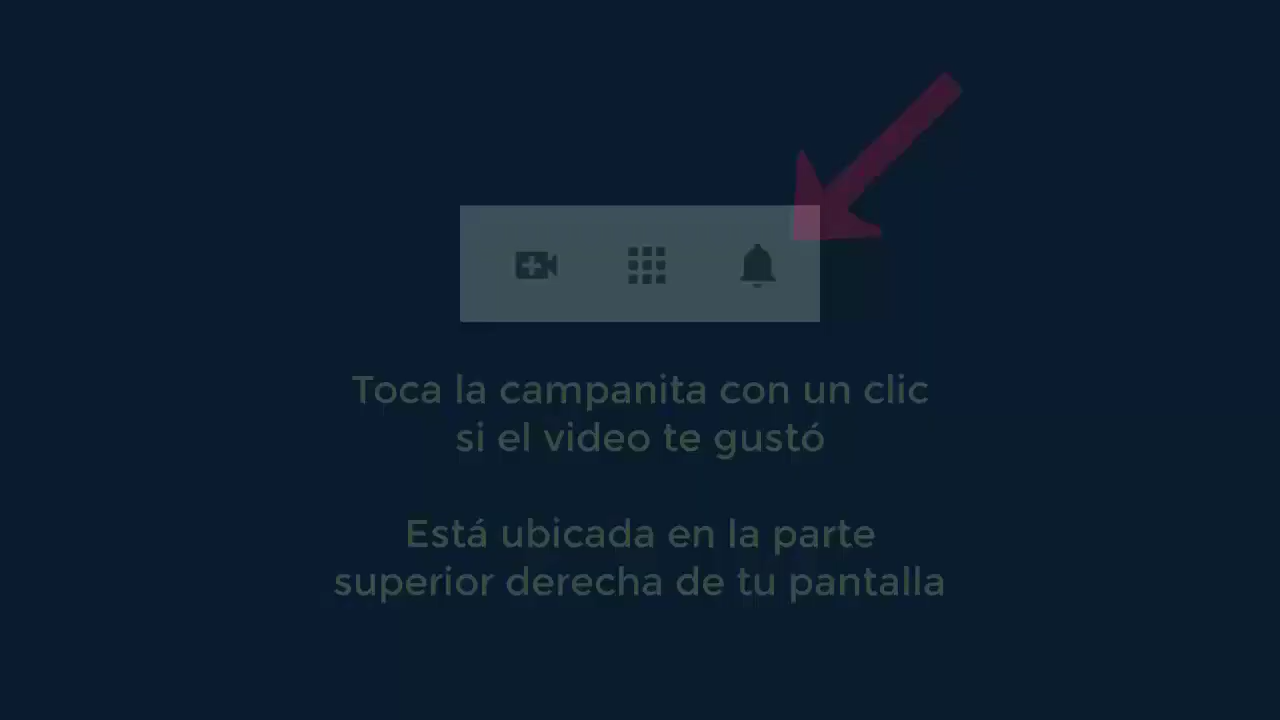 Toca la campanita con un clic
si el video te gustó
Está ubicada en la parte
superior derecha de tu pantalla